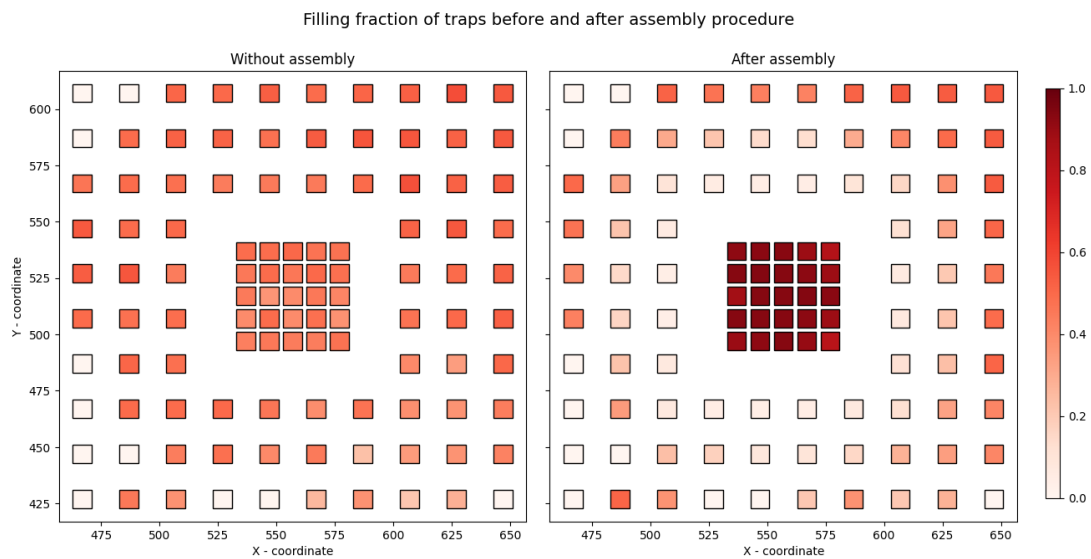 Filling fraction of traps before and after assembly procedure
Without assembly
After assembly
600
575
550
525
500
475
450
425
Y - coordinate
475 500 525 550 575 600 625 650
X - coordinate
475 500 525 550 575 600 625 650
X - coordinate
1.0
0.8
0.6
0.4
0.2
0.0